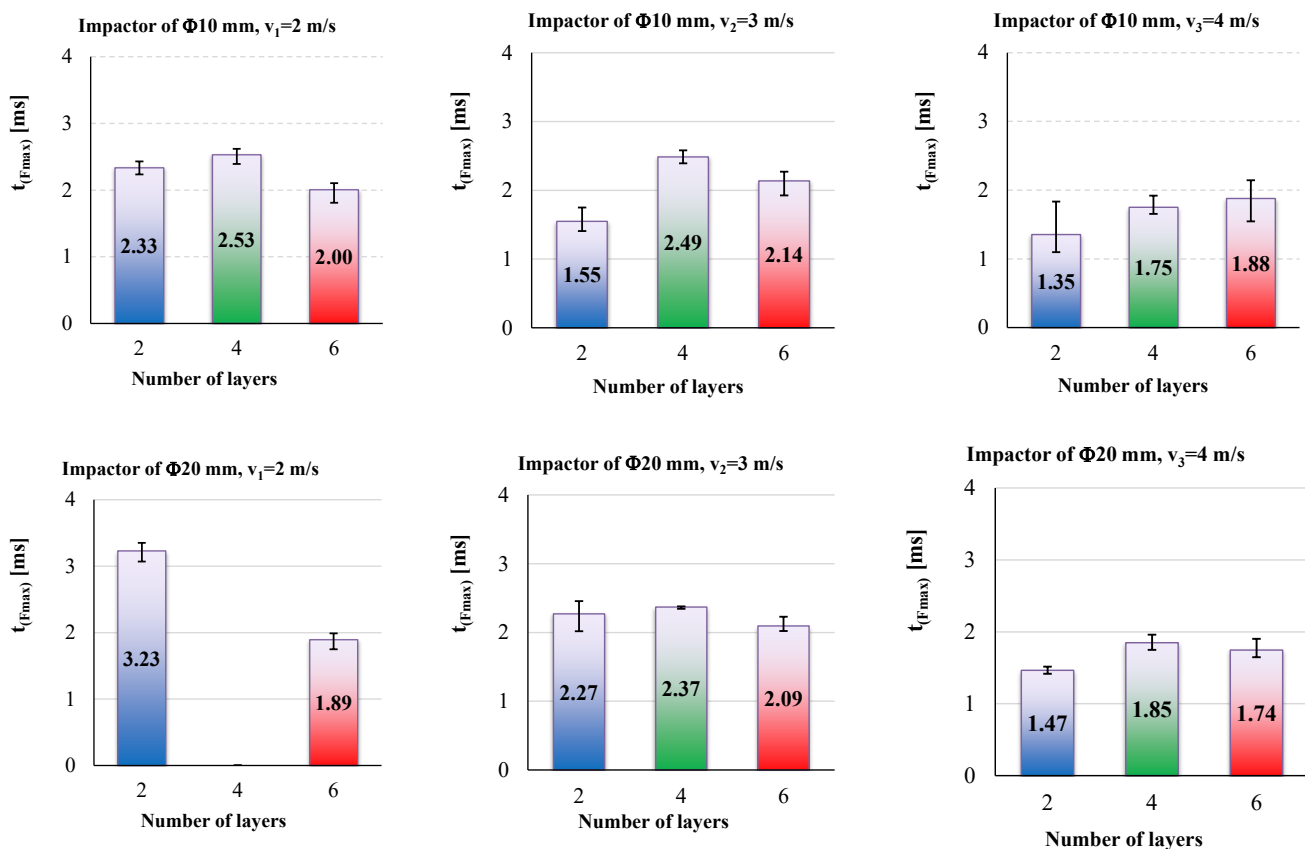 Impactor of Φ10 mm, v1=2 m/s
t(Fmax) [ms]
4
3
2
1
0
2.33
2.53
2.00
2 4 6
Number of layers
Impactor of Φ10 mm, v2=3 m/s
t(Fmax) [ms]
4
3
2
1
0
1.55
2.49
2.14
2 4 6
Number of layers
Impactor of Φ10 mm, v3=4 m/s
t(Fmax) [ms]
4
3
2
1
0
1.35
1.75
1.88
2 4 6
Number of layers
Impactor of Φ20 mm, v1=2 m/s
t(Fmax) [ms]
4
3
2
1
0
3.23
1.89
2 4 6
Number of layers
Impactor of Φ20 mm, v2=3 m/s
t(Fmax) [ms]
4
3
2
1
0
2.27
2.37
2.09
2 4 6
Number of layers
Impactor of Φ20 mm, v3=4 m/s
t(Fmax) [ms]
4
3
2
1
0
1.47
1.85
1.74
2 4 6
Number of layers